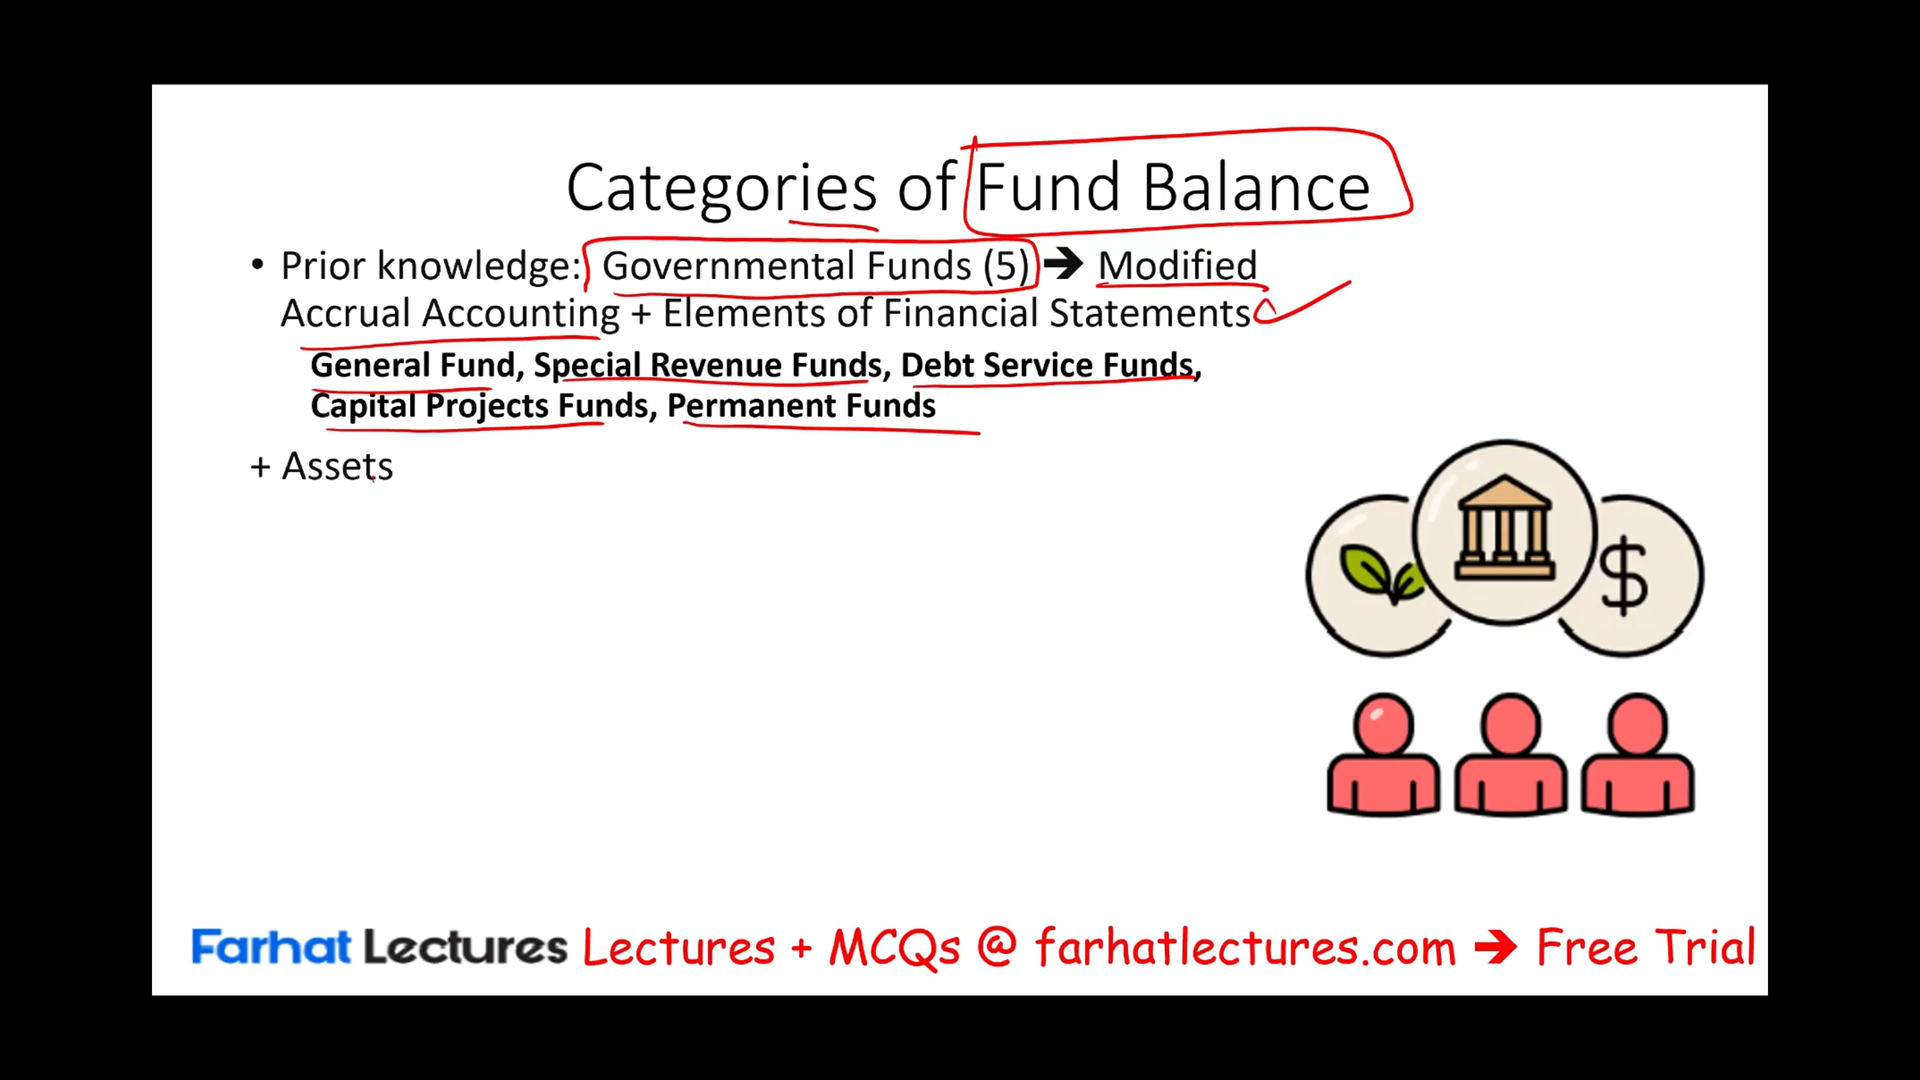 Categories of Fund Balance
• Prior knowledge: Governmental Funds (5) ➔ Modified
Accrual Accounting + Elements of Financial Statements
General Fund, Special Revenue Funds, Debt Service Funds,
Capital Projects Funds, Permanent Funds
+ Assets
$
Farhat Lectures Lectures + MCQs @ farhatlectures.com ➔ Free Trial